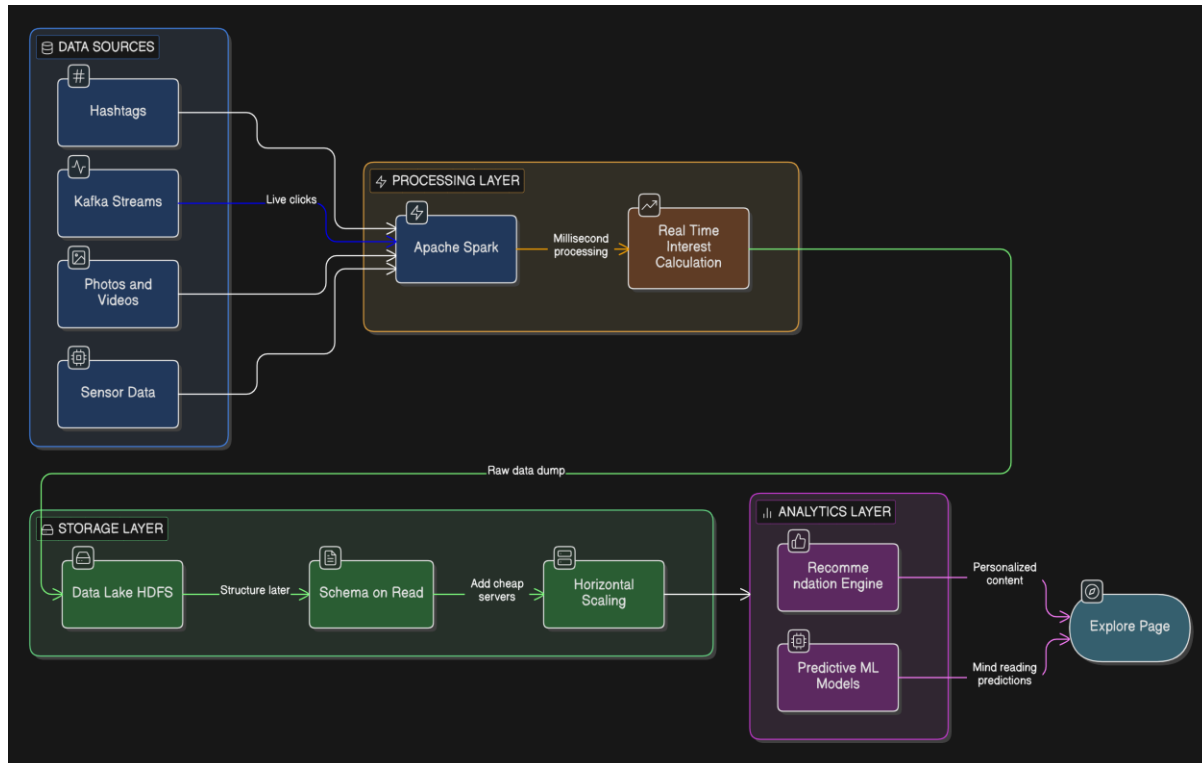 DATA SOURCES
Hashtags
Kafka Streams
Live clicks
Photos and
Videos
Sensor Data
PROCESSING LAYER
Apache Spark
Millisecond
processing
Real Time
Interest
Calculation
Raw data dump
STORAGE LAYER
Data Lake HDFS
Structure later
Schema on Read
Add cheap
servers
Horizontal
Scaling
ANALYTICS LAYER
Recomme
ndation Engine
Personalized
content
Predictive ML
Models
Mind reading
predictions
Explore Page